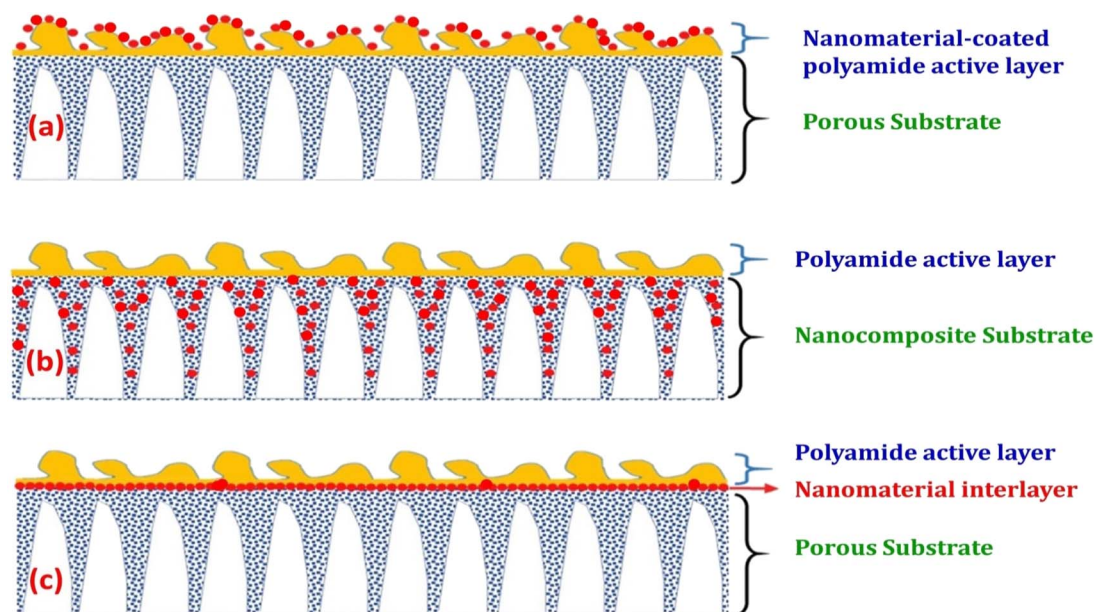 (a)
Nanomaterial-coated
polyamide active layer
Porous Substrate
(b)
Polyamide active layer
Nanocomposite Substrate
(c)
Polyamide active layer
Nanomaterial interlayer
Porous Substrate